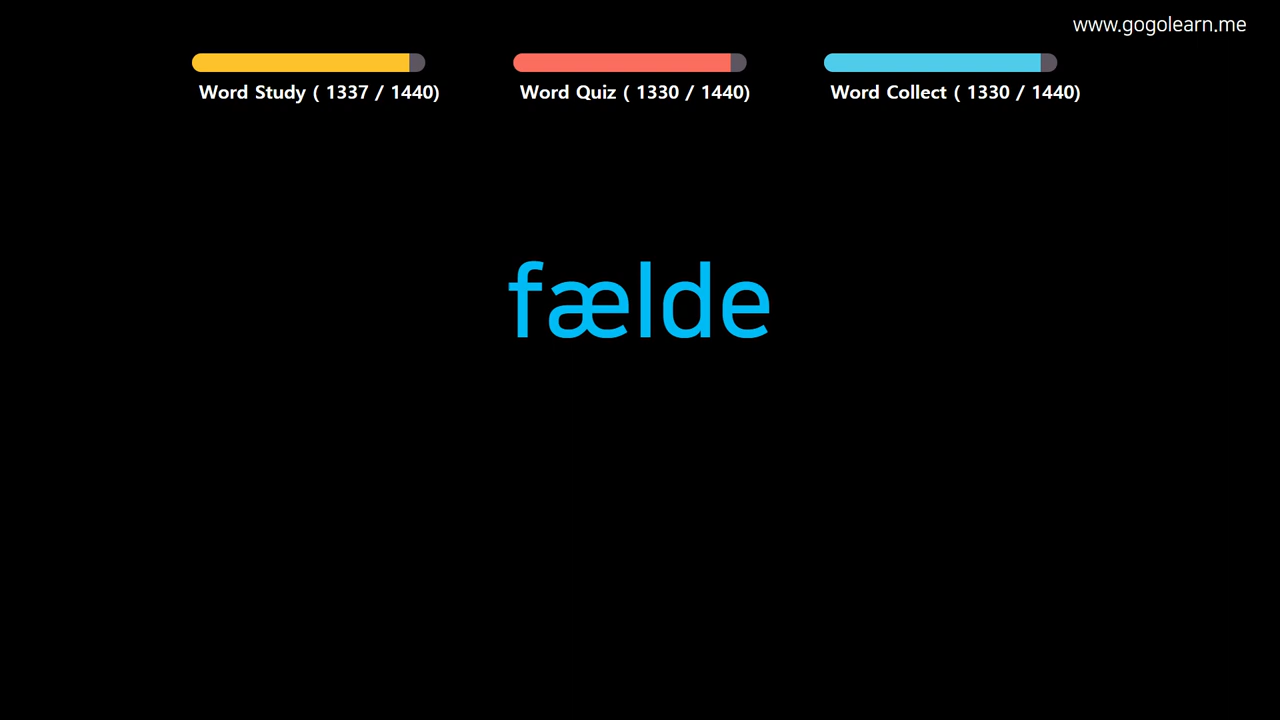 www.gogolearn.me
Word Study ( 1337 / 1440)
Word Quiz ( 1330 / 1440)
Word Collect ( 1330 / 1440)
fælde